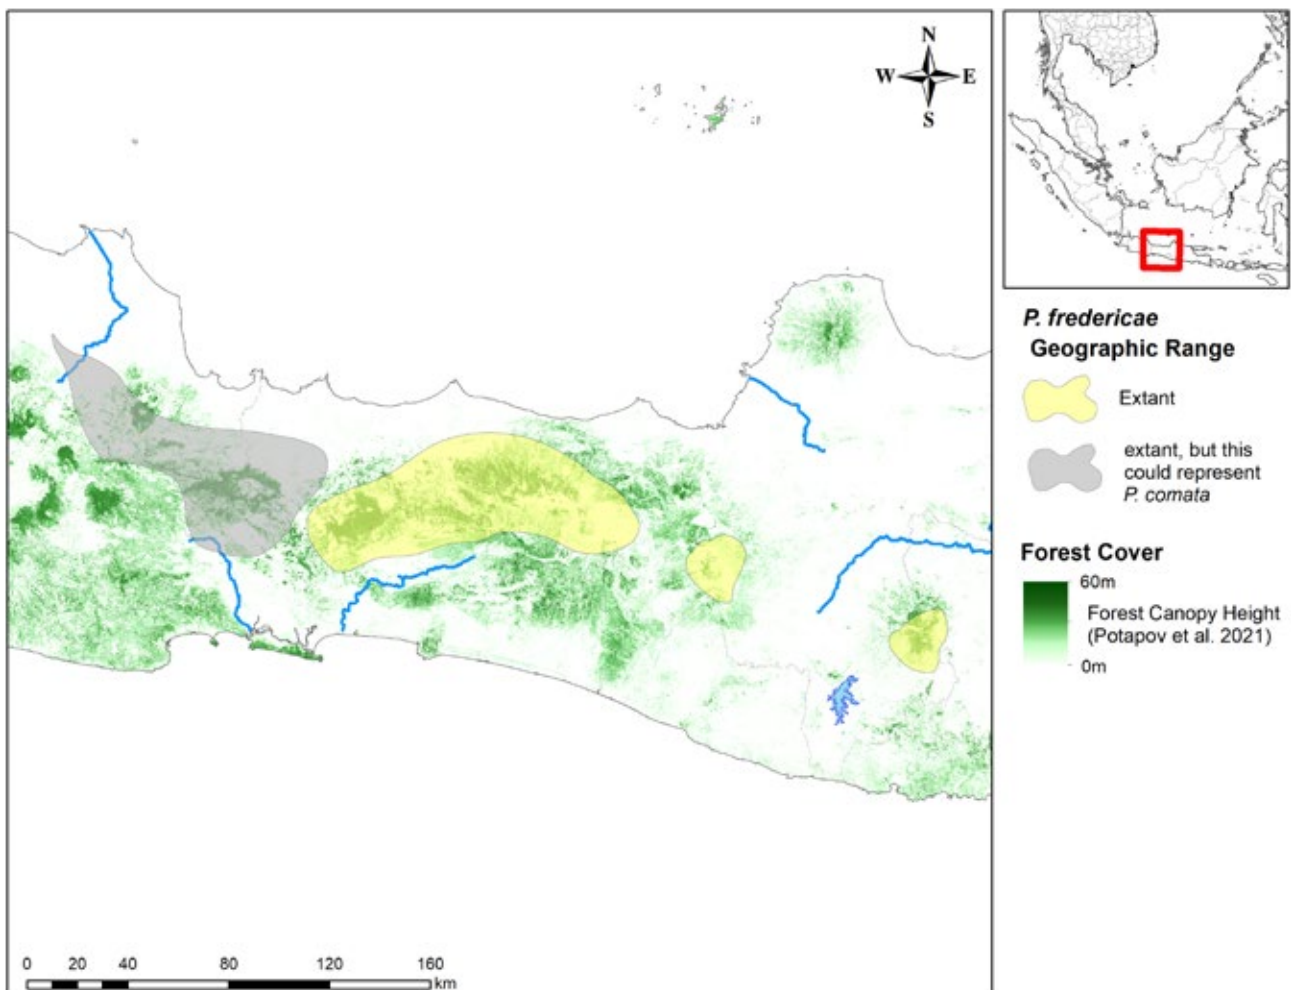 N
W E
S
P. fredericae
Geographic Range
Extant
extant, but this
could represent
P. comata
Forest Cover
60m
Forest Canopy Height
(Potapov et al. 2021)
0m
0 20 40 80 120 160
km